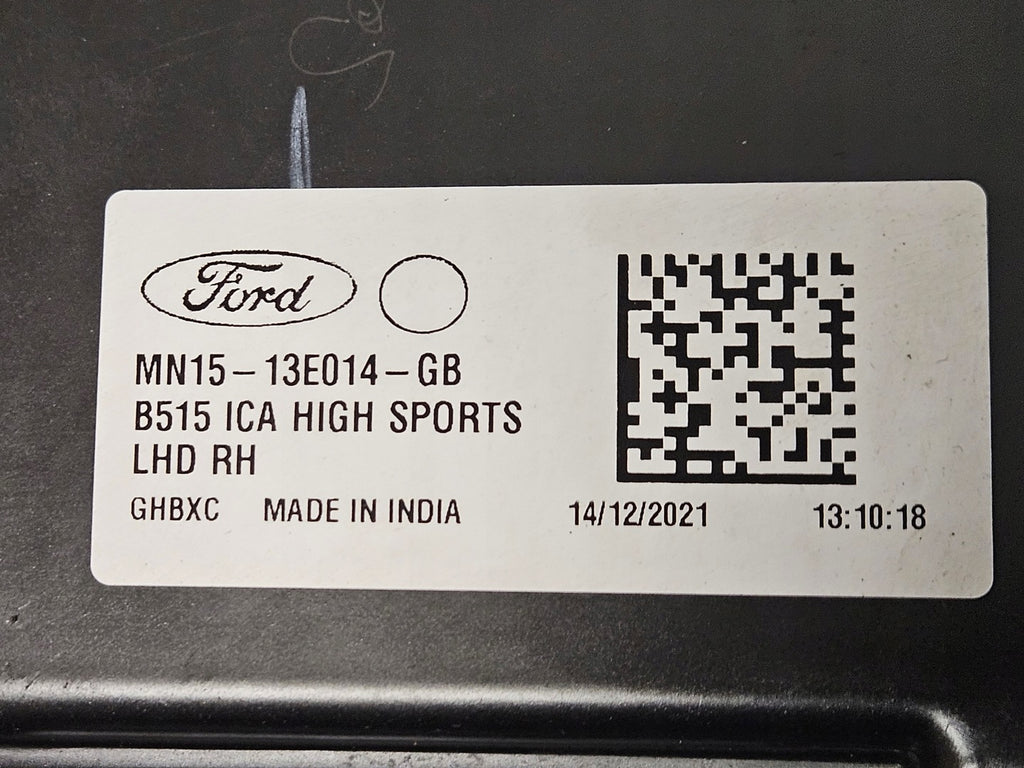 Ford
MN15-13E014-GB
B515 ICA HIGH SPORTS
LHD RH
GHBXC MADE IN INDIA 14/12/2021 13:10:18